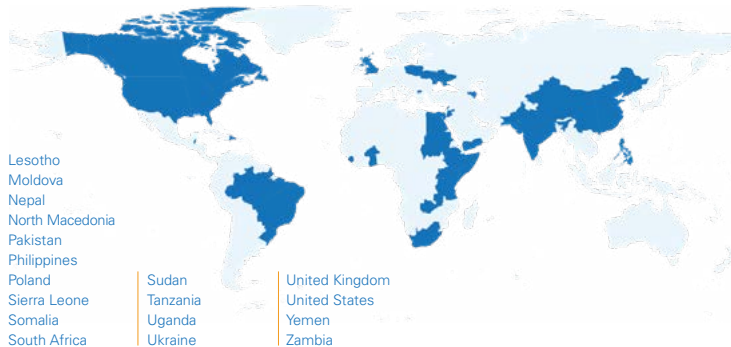 Lesotho
Moldova
Nepal
North Macedonia
Pakistan
Philippines
Poland
Sierra Leone
Somalia
South Africa
Sudan
Tanzania
Uganda
Ukraine
United Kingdom
United States
Yemen
Zambia